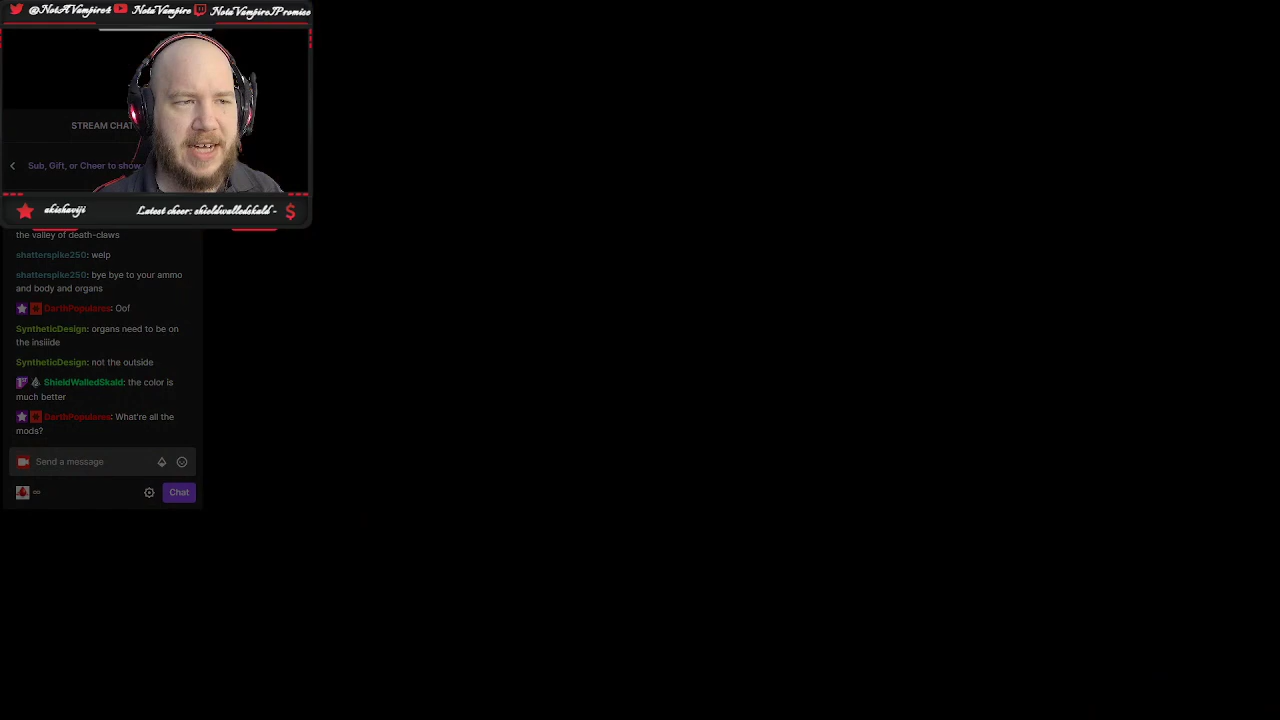 @NotAVampire4 NotaVampire NotaVampireIPromise
STREAM CHAT
Sub, Gift, or Cheer to show
akishaviji Latest cheer: shieldwalledskald -
the valley of death-claws
shatterspike250: welp
shatterspike250: bye bye to your ammo
and body and organs
DarthPopulares: Oof
SyntheticDesign: organs need to be on
the insiiide
SyntheticDesign: not the outside
ShieldWalledSkald: the color is
much better
DarthPopulares: What're all the
mods?
Send a message
∞ Chat